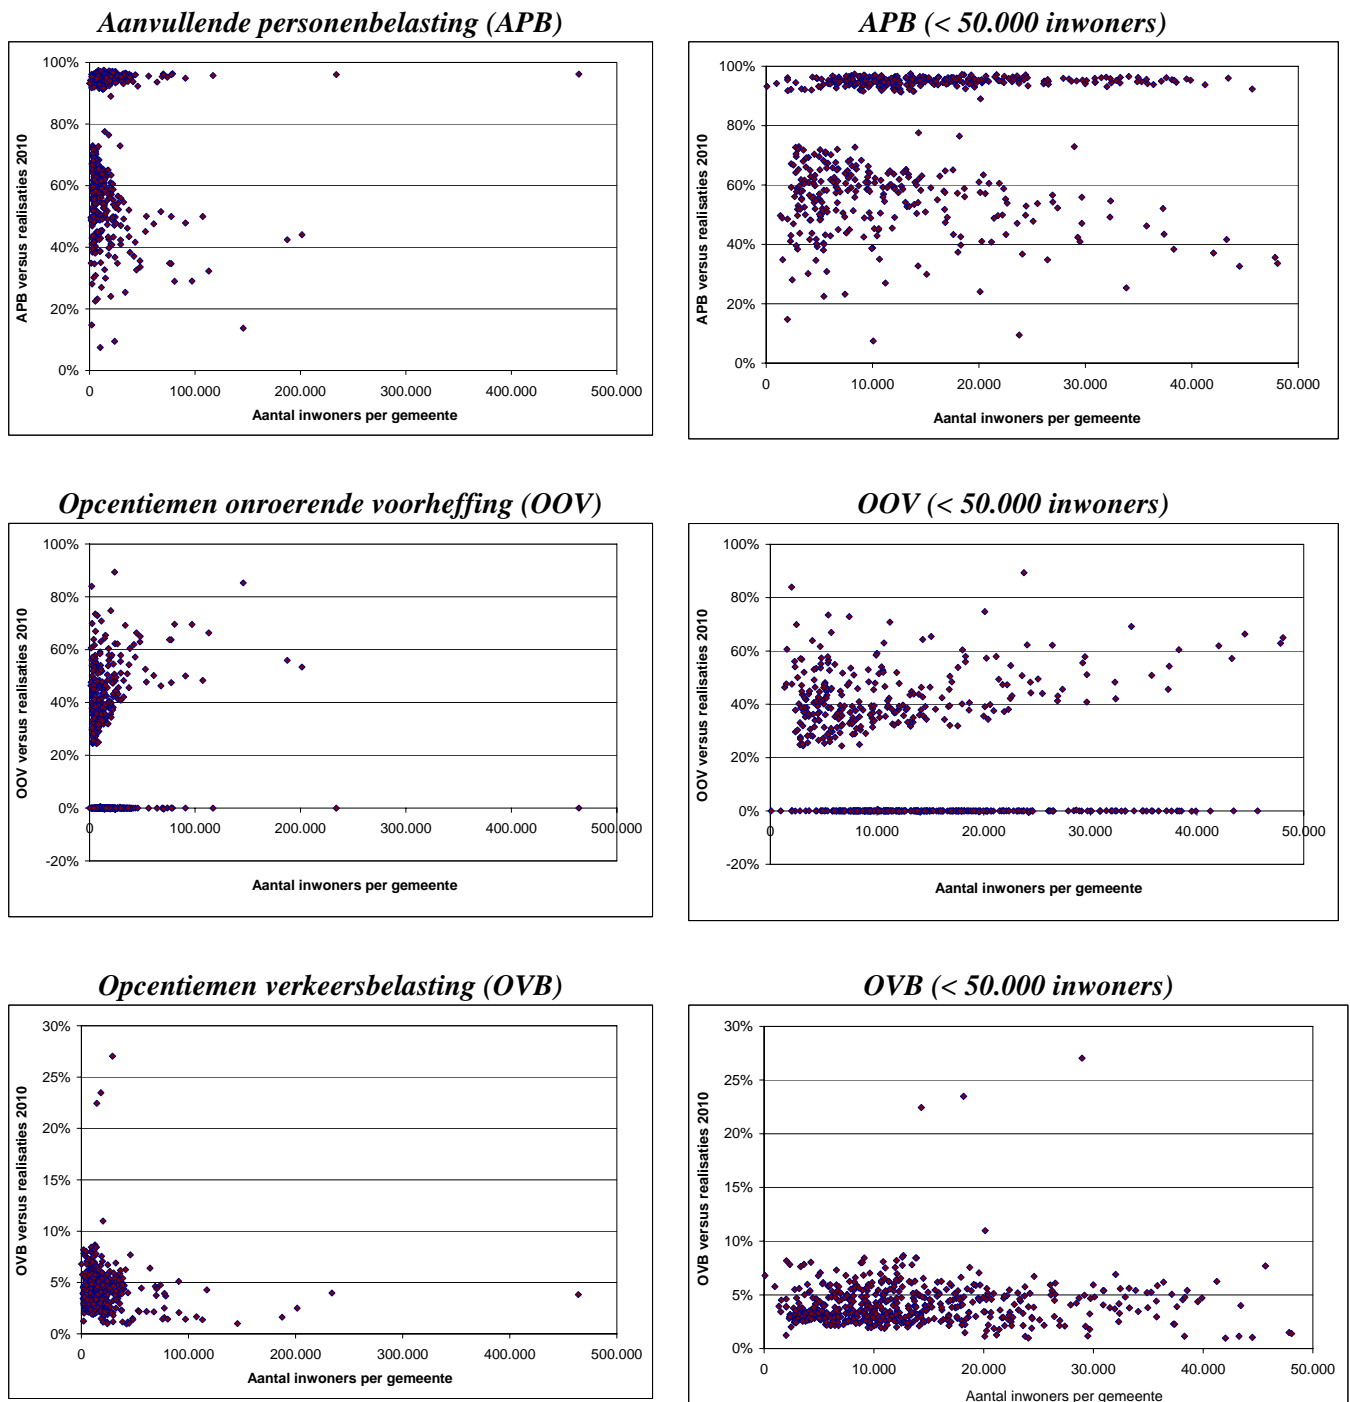 Aanvullende personenbelasting (APB)
APB versus realisaties 2010
100%
80%
60%
40%
20%
0%
0 100.000 200.000 300.000 400.000 500.000
Aantal inwoners per gemeente
APB (< 50.000 inwoners)
APB versus realisaties 2010
100%
80%
60%
40%
20%
0%
0 10.000 20.000 30.000 40.000 50.000
Aantal inwoners per gemeente
Opcentiemen onroerende voorheffing (OOV)
OOV versus realisaties 2010
100%
80%
60%
40%
20%
0%
-20%
0 100.000 200.000 300.000 400.000 500.000
Aantal inwoners per gemeente
OOV (< 50.000 inwoners)
OOV versus realisaties 2010
100%
80%
60%
40%
20%
0%
-20%
0 10.000 20.000 30.000 40.000 50.000
Aantal inwoners per gemeente
Opcentiemen verkeersbelasting (OVB)
OVB versus realisaties 2010
30%
25%
20%
15%
10%
5%
0%
0 100.000 200.000 300.000 400.000 500.000
Aantal inwoners per gemeente
OVB (< 50.000 inwoners)
OVB versus realisaties 2010
30%
25%
20%
15%
10%
5%
0%
0 10.000 20.000 30.000 40.000 50.000
Aantal inwoners per gemeente